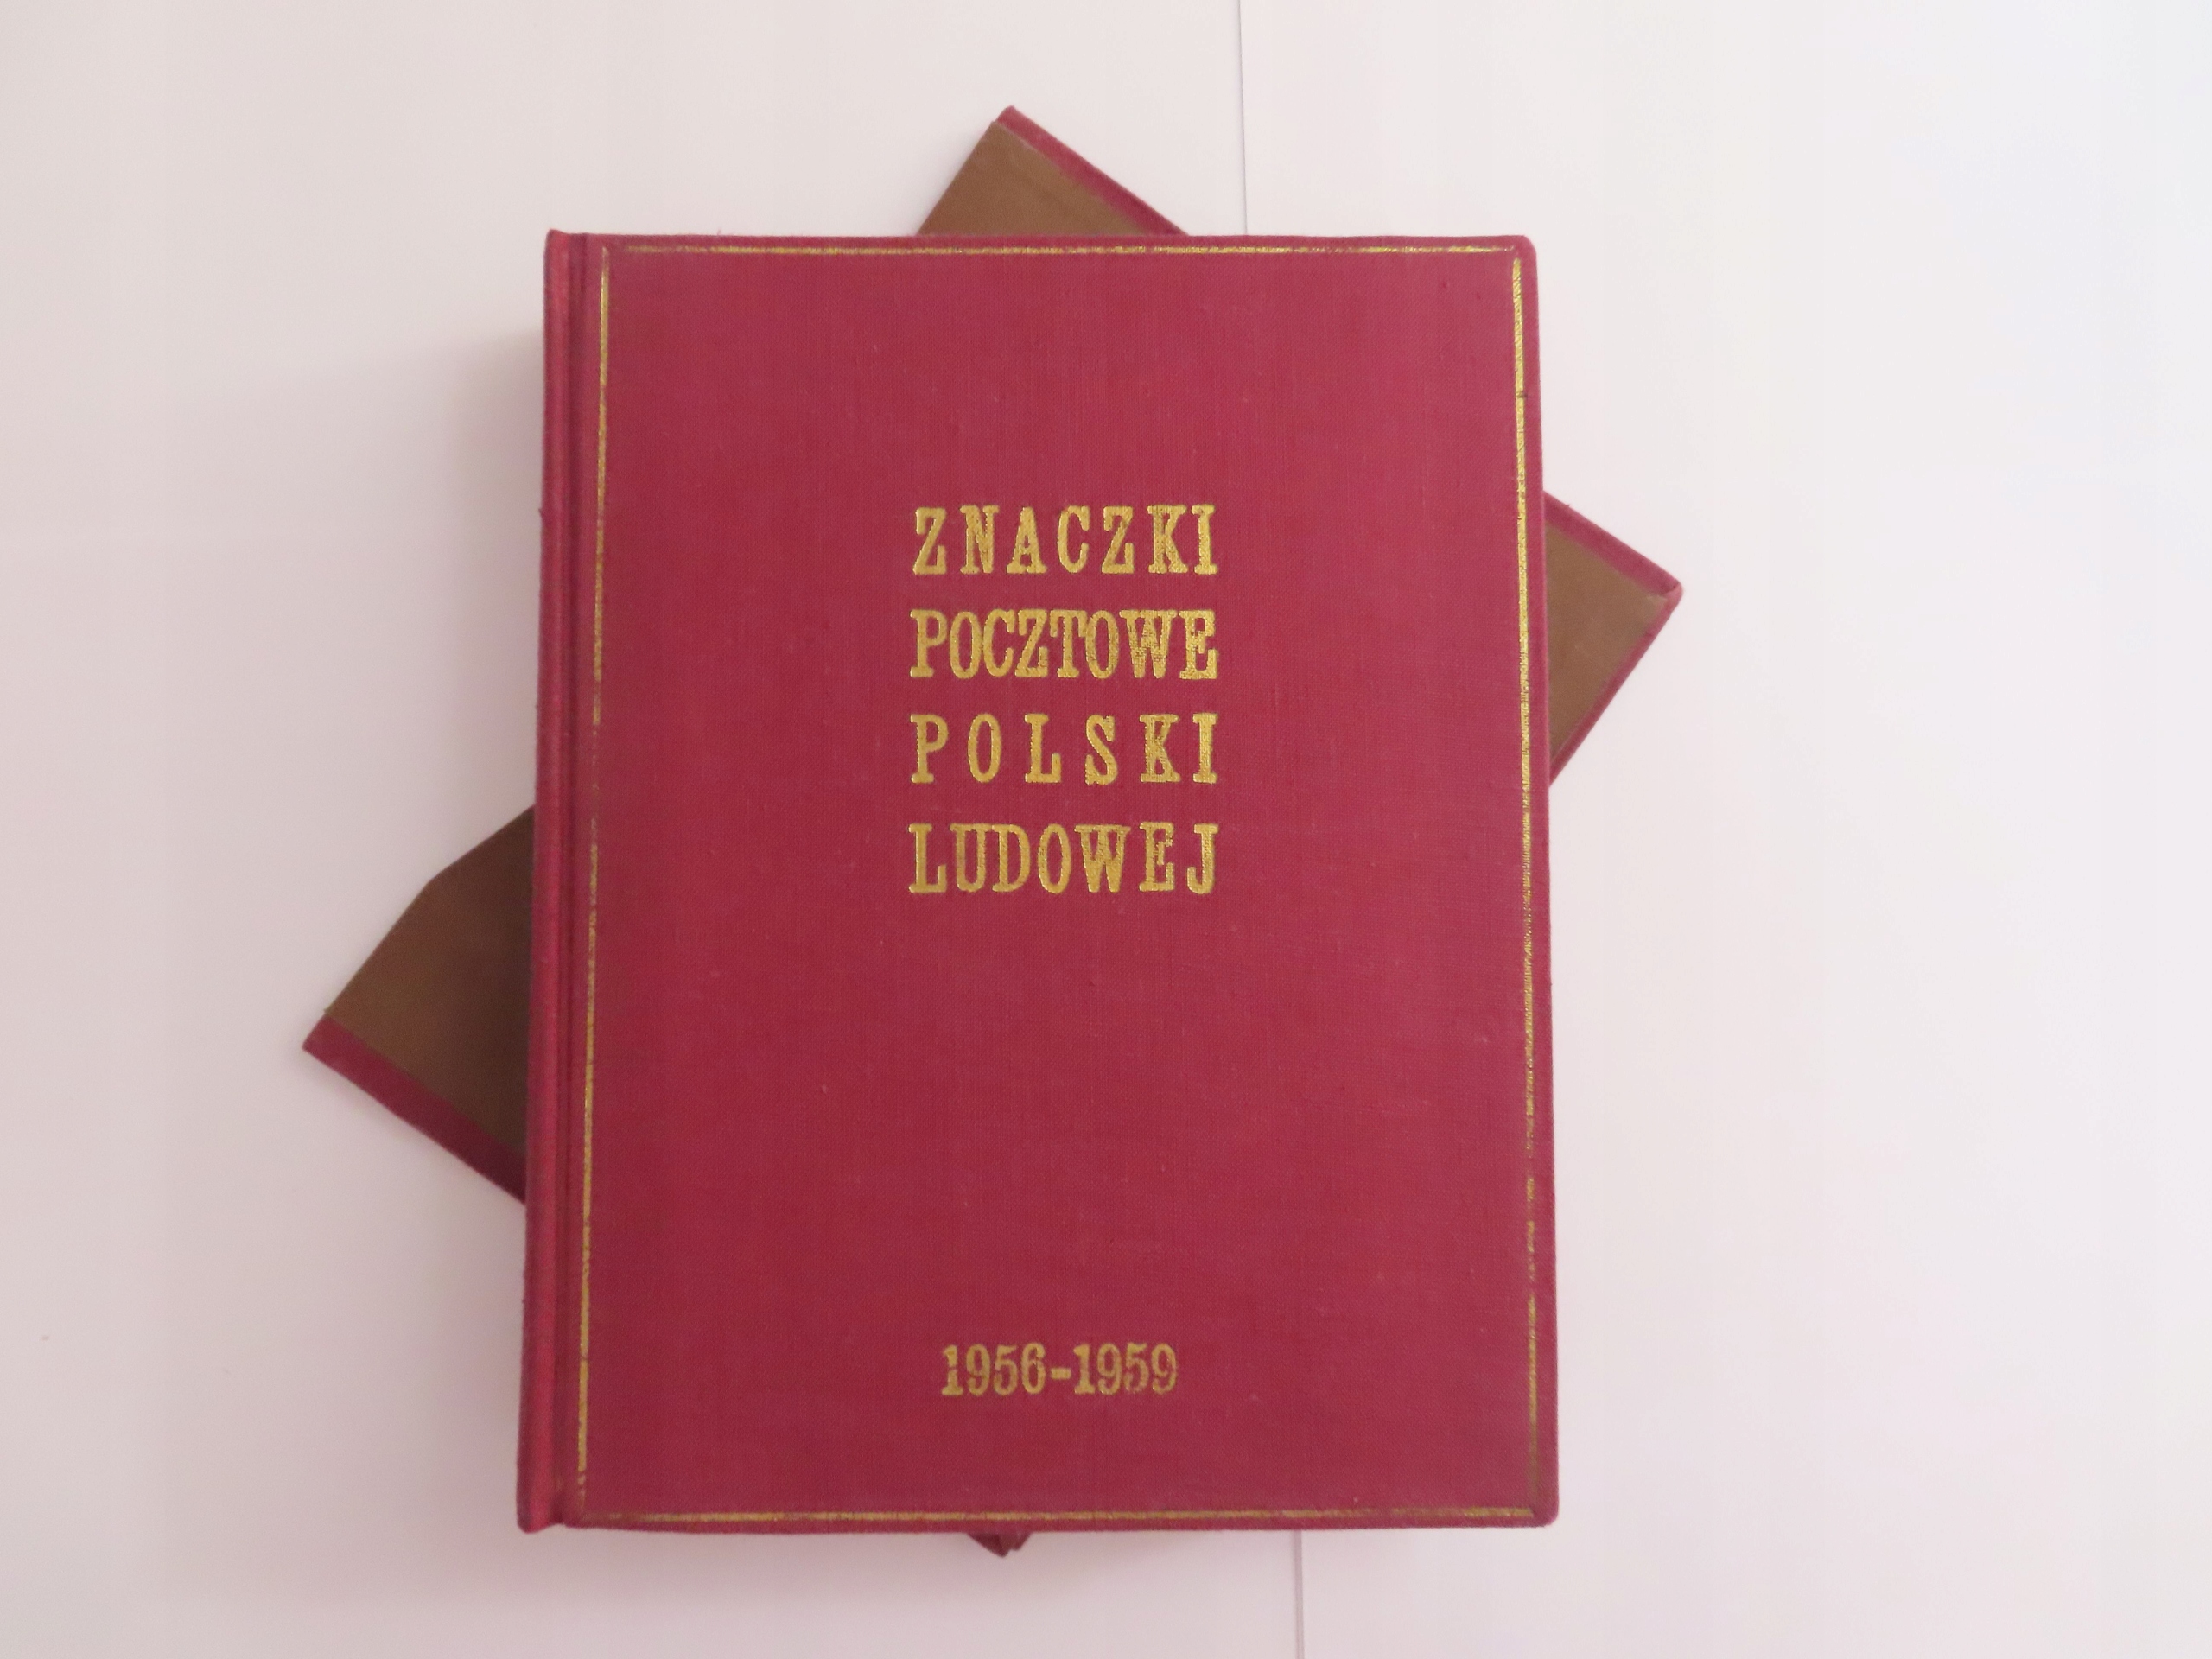 ZNACZKI
POCZTOWE
POLSKI
LUDOWEJ
1956-1959